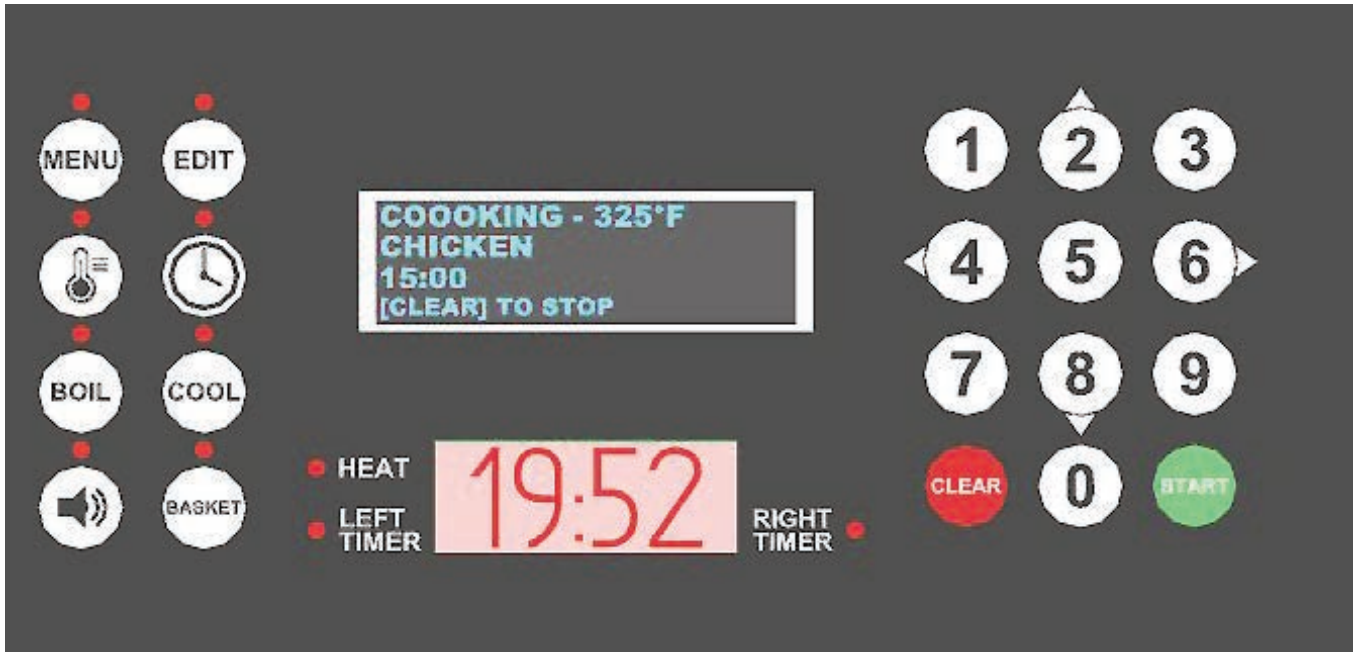 MENU EDIT
BOIL COOL
BASKET
COOOKING - 325°F
CHICKEN
15:00
[CLEAR] TO STOP
HEAT
LEFT
TIMER
19:52
RIGHT
TIMER
1 2 3
4 5 6
7 8 9
CLEAR 0 START